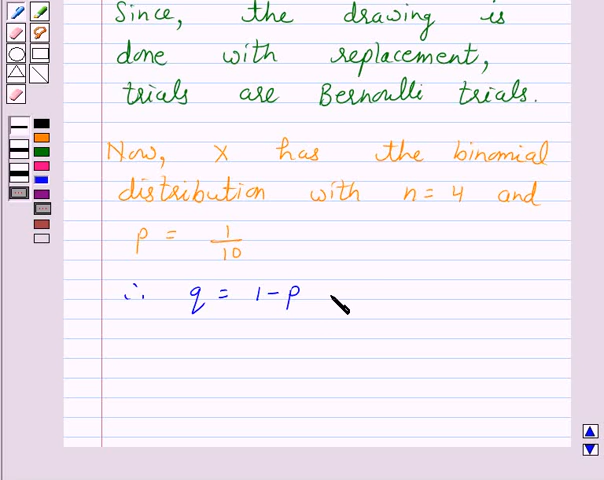 Since, the drawing is
done with replacement,
trials are Bernoulli trials.
Now, X has the binomial
distribution with n = 4 and
p = 1/10
∴ q = 1 - p